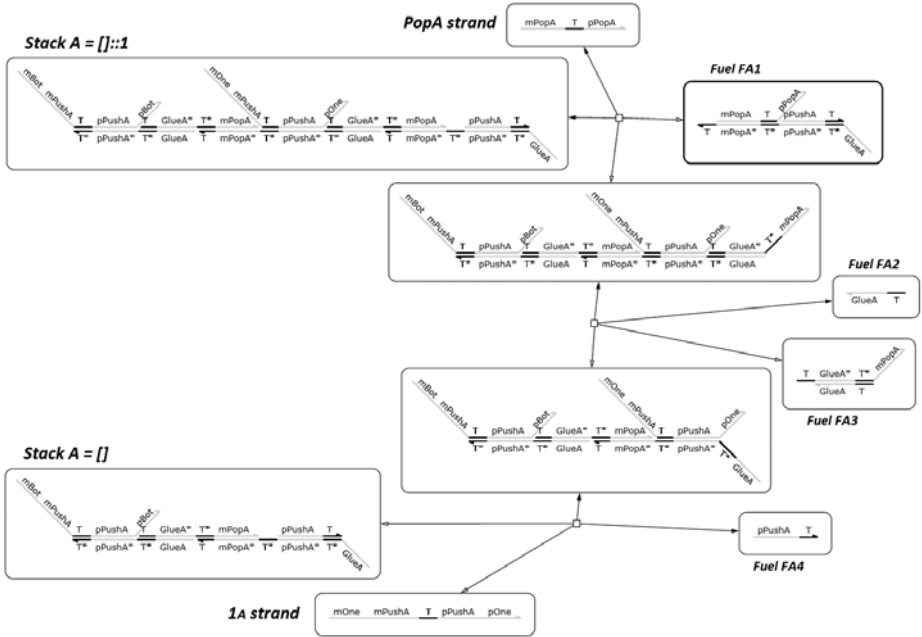 PopA strand
mPopA T pPopA
Stack A = []::1
mBot mPushA pBot mOne mPushA pOne
T pPushA T GlueA* T* mPopA T pPushA T GlueA* T* mPopA pPushA T
T* pPushA* T* GlueA T mPopA* T* pPushA* T* GlueA T mPopA* T* pPushA* T*
GlueA
Fuel FA1
pPopA
mPopA T pPushA T
T mPopA* T* pPushA* T*
GlueA
mBot mPushA pBot mOne mPushA pOne T* mPopA
T pPushA T GlueA* T* mPopA T pPushA T GlueA*
T* pPushA* T* GlueA T mPopA* T* pPushA* T* GlueA
Fuel FA2
GlueA T
mPopA
T GlueA* T*
GlueA T
Fuel FA3
mBot mPushA pBot mOne mPushA pOne
T pPushA T GlueA* T* mPopA T pPushA
T* pPushA* T* GlueA T mPopA* T* pPushA* T* GlueA
Stack A = []
mBot mPushA pBot
T pPushA T GlueA* T* mPopA pPushA T
T* pPushA* T* GlueA T mPopA* T* pPushA* T*
GlueA
pPushA T
Fuel FA4
1A strand
mOne mPushA T pPushA pOne